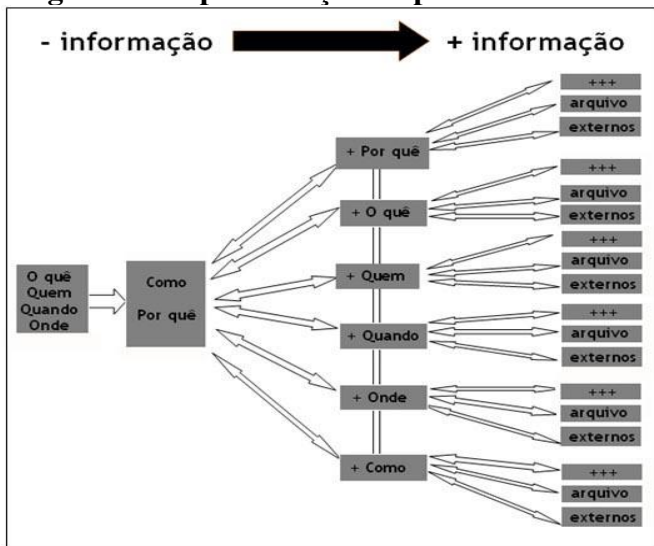 - informação + informação
O quê
Quem
Quando
Onde
Como
Por quê
+ Por quê
+++
arquivo
externos
+ O quê
+++
arquivo
externos
+ Quem
+++
arquivo
externos
+ Quando
+++
arquivo
externos
+ Onde
+++
arquivo
externos
+ Como
+++
arquivo
externos